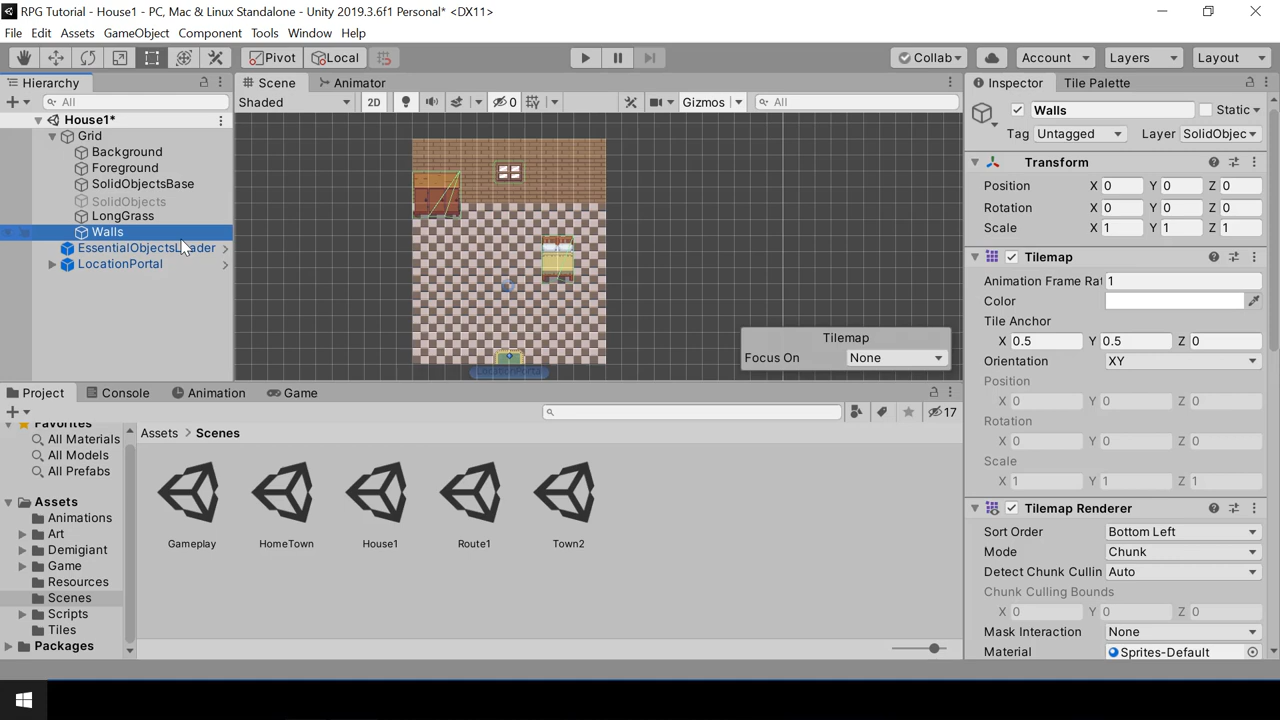 RPG Tutorial - House1 - PC, Mac & Linux Standalone - Unity 2019.3.6f1 Personal* <DX11>
File Edit Assets GameObject Component Tools Window Help
Pivot Local Collab Account Layers Layout
Hierarchy Scene Animator Inspector Tile Palette
All Shaded 2D 0 Gizmos All Walls Static
House1* Tag Untagged Layer SolidObjec
Grid
Background
Foreground
SolidObjectsBase
SolidObjects
LongGrass
Walls
EssentialObjectsLoader
LocationPortal
LocationPortal
Tilemap
Focus On None
Transform
Position X 0 Y 0 Z 0
Rotation X 0 Y 0 Z 0
Scale X 1 Y 1 Z 1
Tilemap
Animation Frame Rat 1
Color
Tile Anchor
X 0.5 Y 0.5 Z 0
Orientation XY
Position
X 0 Y 0 Z 0
Rotation
X 0 Y 0 Z 0
Scale
X 1 Y 1 Z 1
Tilemap Renderer
Sort Order Bottom Left
Mode Chunk
Detect Chunk Cullin Auto
Chunk Culling Bounds
X 0 Y 0 Z 0
Mask Interaction None
Material Sprites-Default
Project Console Animation Game
17
Favorites
All Materials
All Models
All Prefabs
Assets
Animations
Art
Demigiant
Game
Resources
Scenes
Scripts
Tiles
Packages
Assets > Scenes
Gameplay HomeTown House1 Route1 Town2